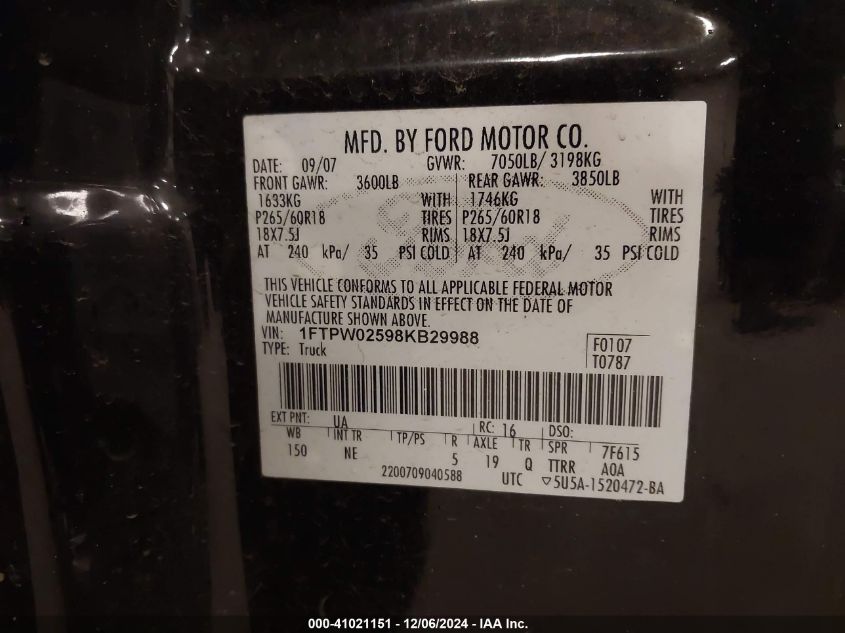 MFD. BY FORD MOTOR CO.
DATE: 09/07 GVWR: 7050LB/ 3198KG
FRONT GAWR: 3600LB REAR GAWR: 3850LB
1633KG WITH 1746KG WITH
P265/60R18 TIRES P265/60R18 TIRES
18X7.5J RIMS 18X7.5J RIMS
AT 240 kPa/ 35 PSI COLD AT 240 kPa/ 35 PSI COLD
Ford
THIS VEHICLE CONFORMS TO ALL APPLICABLE FEDERAL MOTOR
VEHICLE SAFETY STANDARDS IN EFFECT ON THE DATE OF
MANUFACTURE SHOWN ABOVE.
VIN: 1FTPW02598KB29988
TYPE: Truck
F0107
T0787
EXT PNT: UA RC: 16 DSO:
WB INT TR TP/PS R AXLE TR SPR 7F615
150 NE 5 19 Q TTRR A0A
2200709040588 UTC ▽5U5A-1520472-BA
000-41021151 - 12/06/2024 - IAA Inc.